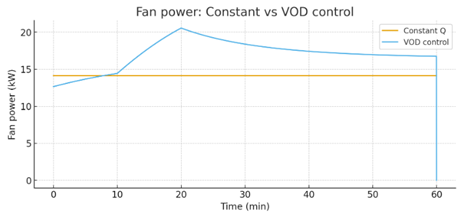 Fan power: Constant vs VOD control
Constant Q
VOD control
Fan power (kW)
20
15
10
5
0
0 10 20 30 40 50 60
Time (min)